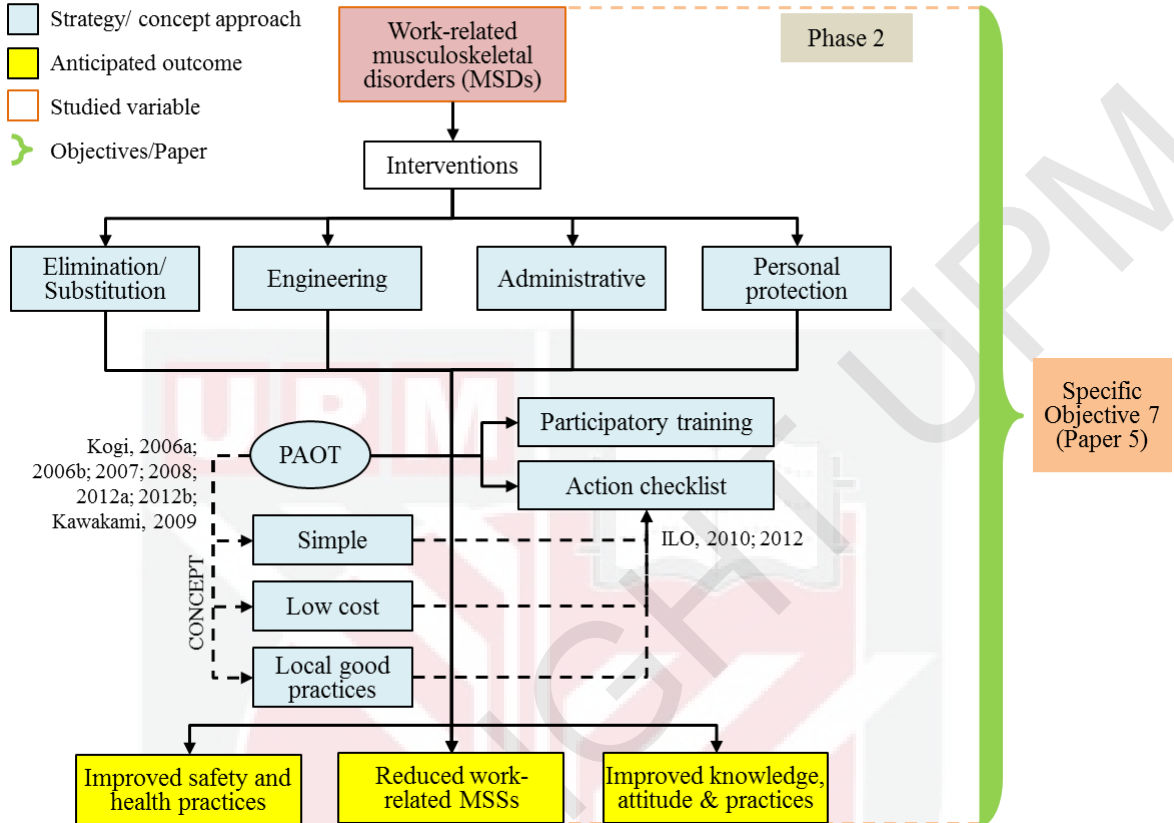 Strategy/ concept approach
Anticipated outcome
Studied variable
Objectives/Paper
Work-related
musculoskeletal
disorders (MSDs)
Phase 2
Interventions
Elimination/
Substitution
Engineering
Administrative
Personal
protection
Specific
Objective 7
(Paper 5)
UPM
Kogi, 2006a;
2006b; 2007; 2008;
2012a; 2012b;
Kawakami, 2009
PAOT
Participatory training
Action checklist
CONCEPT
Simple
Low cost
Local good
practices
ILO, 2010; 2012
Improved safety and
health practices
Reduced work-
related MSSs
Improved knowledge,
attitude & practices
IGHT UPM